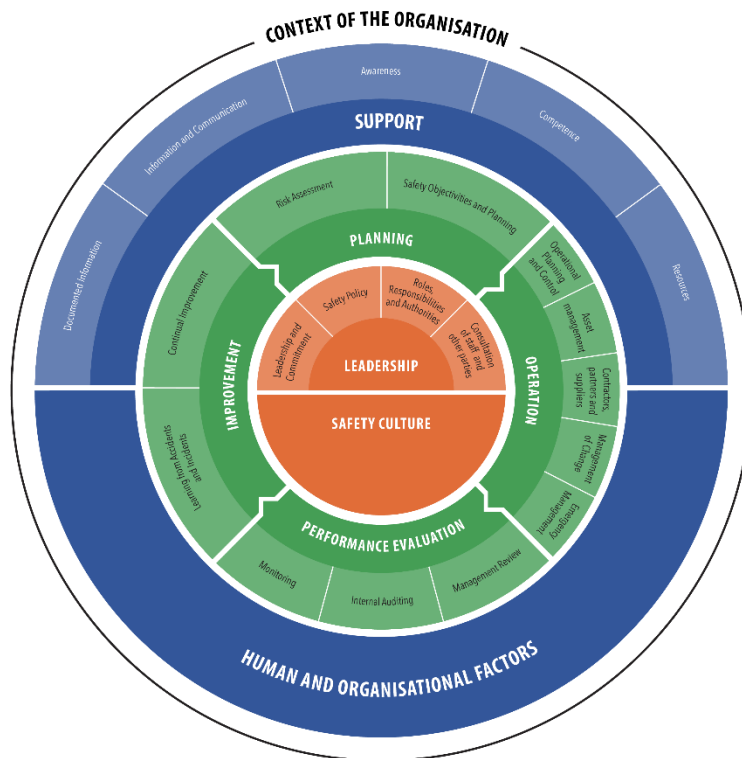 CONTEXT OF THE ORGANISATION
Documented Information
Information and Communication
Awareness
Competence
Resources
SUPPORT
Risk Assessment
Safety Objectivities and Planning
PLANNING
Operational
Planning
and Control
Asset
management
Contractors,
partners and
suppliers
Management
of Change
Emergency
Management
OPERATION
Continual Improvement
Learning from Accidents
and Incidents
IMPROVEMENT
Leadership and
Commitment
Safety Policy
Roles,
Responsibilities
and Authorities
Consultation
of staff and
other parties
LEADERSHIP
SAFETY CULTURE
PERFORMANCE EVALUATION
Monitoring
Internal Auditing
Management Review
HUMAN AND ORGANISATIONAL FACTORS